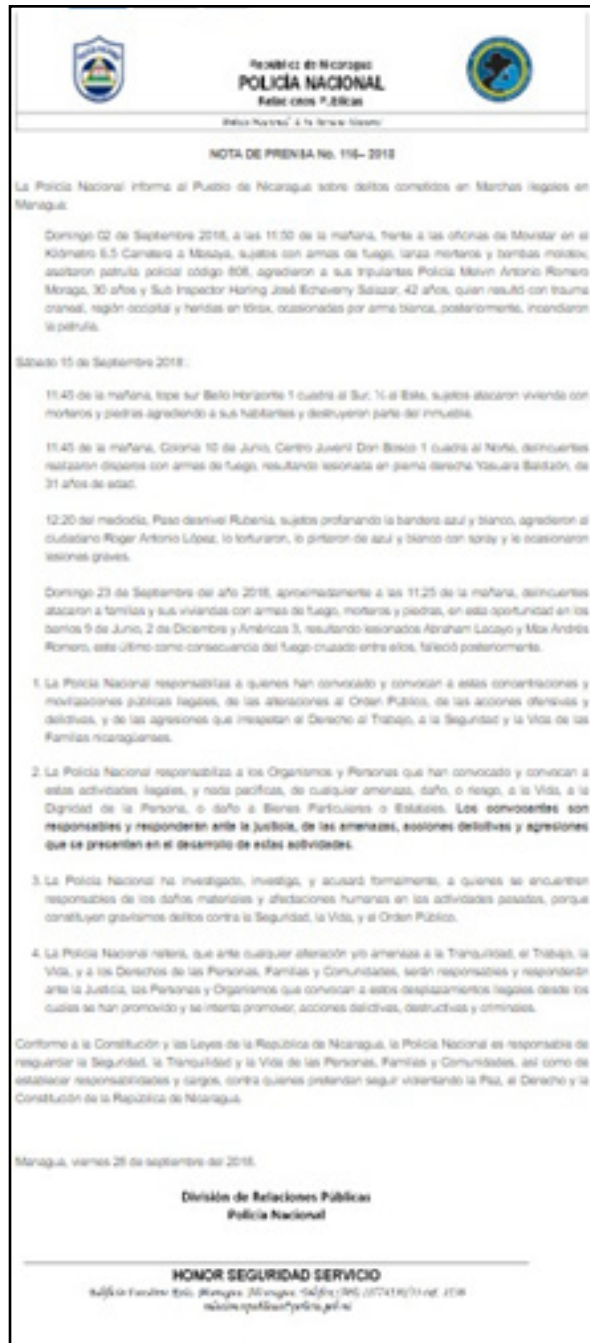 República de Nicaragua
POLICÍA NACIONAL
Relaciones Públicas
NOTA DE PRENSA No. 116– 2018
La Policía Nacional informa al Pueblo de Nicaragua sobre delitos cometidos en Marchas ilegales en
Managua:
Domingo 02 de Septiembre 2018, a las 11:50 de la mañana, frente a las oficinas de Movistar en el
Kilómetro 6.5 Carretera a Masaya, sujetos con armas de fuego, lanza morteros y bombas molotov,
asaltaron patrulla policial código 808, agredieron a sus tripulantes Policía Melvin Antonio Romero
Moraga, 30 años y Sub Inspector Harling José Echaverry Salazar, 42 años, quien resultó con trauma
craneal, región occipital y heridas en tórax, ocasionadas por arma blanca, posteriormente, incendiaron
la patrulla.
Sábado 15 de Septiembre 2018:
11:45 de la mañana, tope sur Bello Horizonte 1 cuadra al Sur, ½ al Este, sujetos atacaron vivienda con
morteros y piedras agrediendo a sus habitantes y destruyeron parte del inmueble.
11:45 de la mañana, Colonia 10 de Junio, Centro Juvenil Don Bosco 1 cuadra al Norte, delincuentes
realizaron disparos con armas de fuego, resultando lesionada en pierna derecha Yasuara Baldizón, de
31 años de edad.
12:20 del mediodía, Paso desnivel Rubenia, sujetos profanando la bandera azul y blanco, agredieron al
ciudadano Roger Antonio López, lo torturaron, lo pintaron de azul y blanco con spray y le ocasionaron
lesiones graves.
Domingo 23 de Septiembre del año 2018, aproximadamente a las 11:25 de la mañana, delincuentes
atacaron a familias y sus viviendas con armas de fuego, morteros y piedras, en esta oportunidad en los
barrios 9 de Junio, 2 de Diciembre y Américas 3, resultando lesionados Abraham Lacayo y Max Andrés
Romero, este último como consecuencia del fuego cruzado entre ellos, falleció posteriormente.
1. La Policía Nacional responsabiliza a quienes han convocado y convocan a estas concentraciones y
movilizaciones públicas ilegales, de las alteraciones al Orden Público, de las acciones ofensivas y
delictivas, y de las agresiones que irrespetan el Derecho al Trabajo, a la Seguridad y la Vida de las
Familias nicaragüenses.
2. La Policía Nacional responsabiliza a los Organismos y Personas que han convocado y convocan a
estas actividades ilegales, y nada pacíficas, de cualquier amenaza, daño, o riesgo, a la Vida, a la
Dignidad de la Persona, o daño a Bienes Particulares o Estatales. Los convocantes son
responsables y responderán ante la justicia, de las amenazas, acciones delictivas y agresiones
que se presenten en el desarrollo de estas actividades.
3. La Policía Nacional ha investigado, investiga, y acusará formalmente, a quienes se encuentren
responsables de los daños materiales y afectaciones humanas en las actividades pasadas, porque
constituyen gravísimos delitos contra la Seguridad, la Vida, y el Orden Público.
4. La Policía Nacional reitera, que ante cualquier alteración y/o amenaza a la Tranquilidad, el Trabajo, la
Vida, y a los Derechos de las Personas, Familias y Comunidades, serán responsables y responderán
ante la Justicia, las Personas y Organismos que convocan a estos desplazamientos ilegales desde los
cuales se han promovido y se intenta promover, acciones delictivas, destructivas y criminales.
Conforme a la Constitución y las Leyes de la República de Nicaragua, la Policía Nacional es responsable de
resguardar la Seguridad, la Tranquilidad y la Vida de las Personas, Familias y Comunidades, así como de
establecer responsabilidades y cargos, contra quienes pretendan seguir violentando la Paz, el Derecho y la
Constitución de la República de Nicaragua.
Managua, viernes 28 de septiembre del 2018.
División de Relaciones Públicas
Policía Nacional
HONOR SEGURIDAD SERVICIO